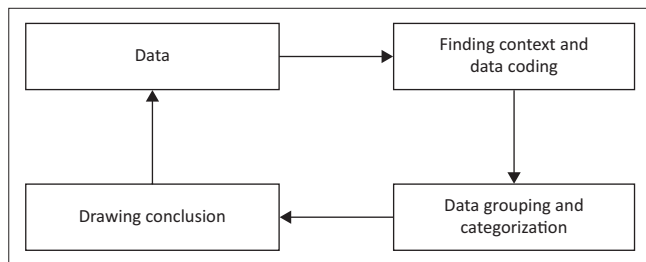 Data
Finding context and
data coding
Drawing conclusion
Data grouping and
categorization